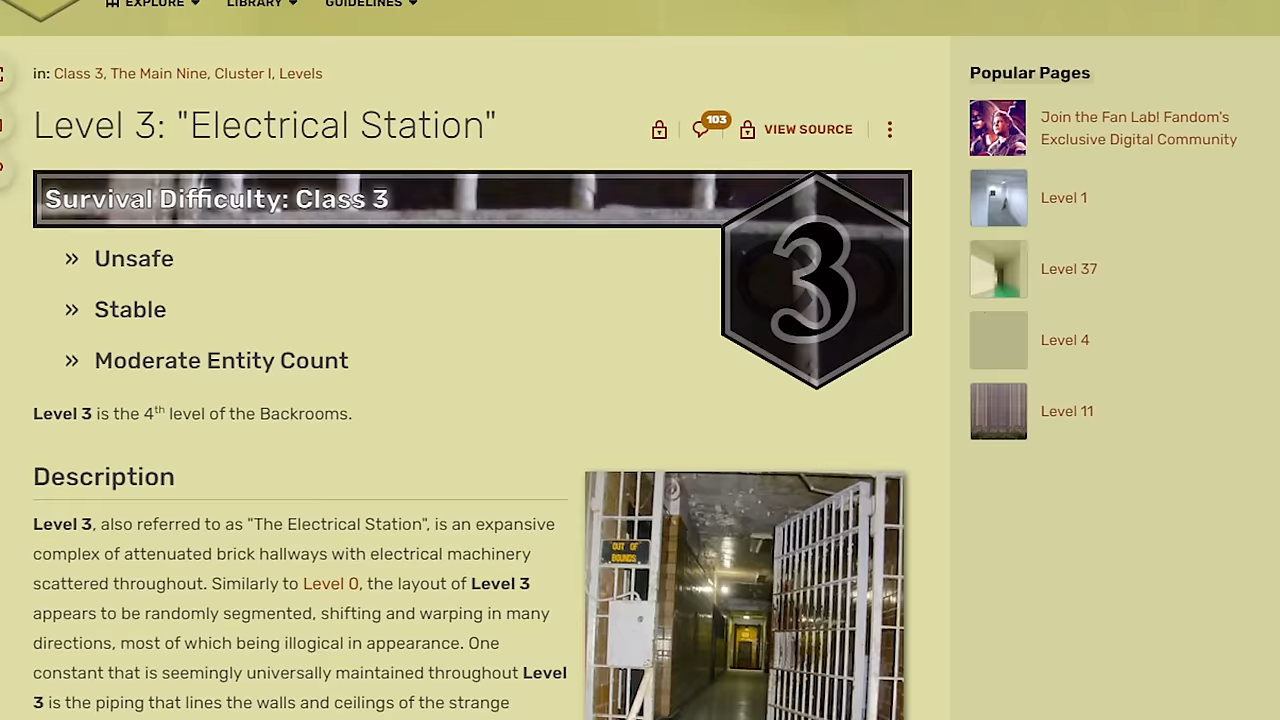 EXPLORE LIBRARY GUIDELINES
in: Class 3, The Main Nine, Cluster I, Levels
Level 3: "Electrical Station"
103
VIEW SOURCE
Survival Difficulty: Class 3
3
» Unsafe
» Stable
» Moderate Entity Count
Level 3 is the 4th level of the Backrooms.
Description
Level 3, also referred to as "The Electrical Station", is an expansive
complex of attenuated brick hallways with electrical machinery
scattered throughout. Similarly to Level 0, the layout of Level 3
appears to be randomly segmented, shifting and warping in many
directions, most of which being illogical in appearance. One
constant that is seemingly universally maintained throughout Level
3 is the piping that lines the walls and ceilings of the strange
OUT OF
BOUNDS
Popular Pages
Join the Fan Lab! Fandom's
Exclusive Digital Community
Level 1
Level 37
Level 4
Level 11